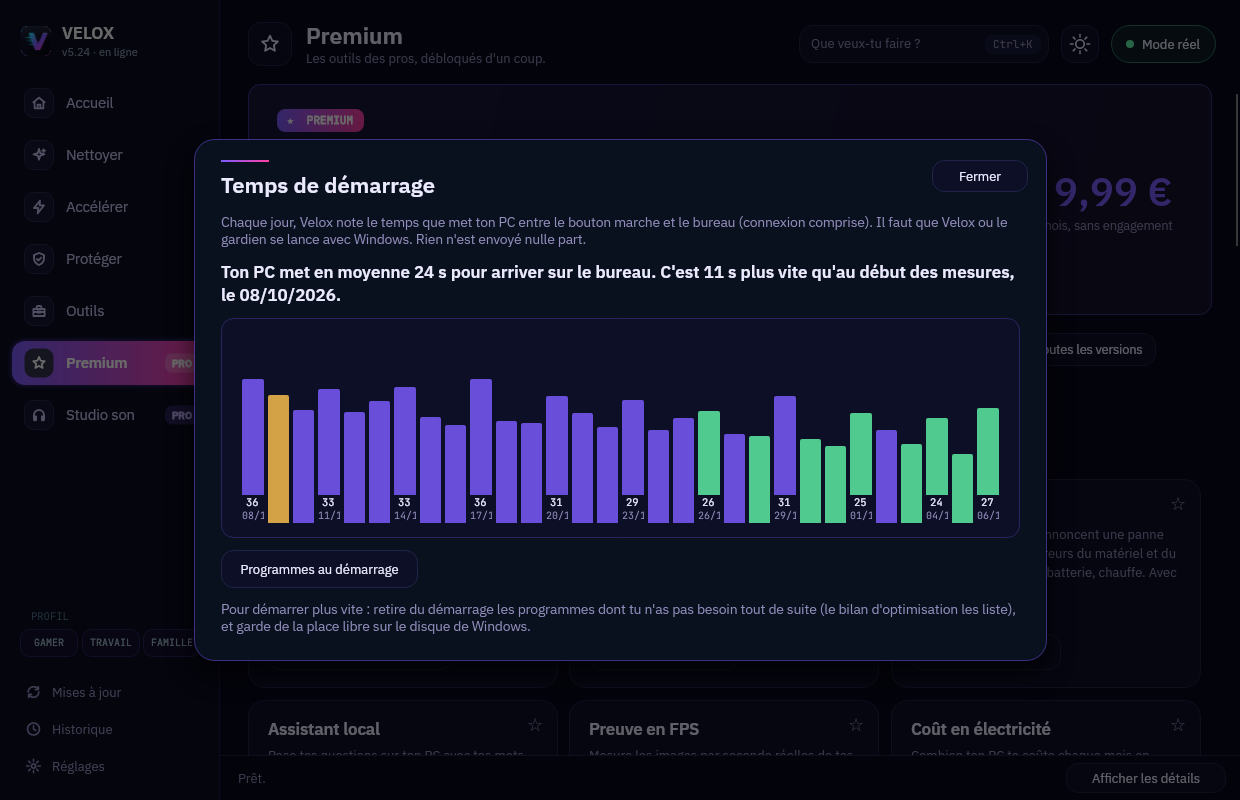 VELOX
v5.24 · en ligne
Accueil
Nettoyer
Accélérer
Protéger
Outils
Premium
PRO
Studio son
PRO
PROFIL
GAMER
TRAVAIL
FAMILLE
Mises à jour
Historique
Réglages
Premium
Les outils des pros, débloqués d'un coup.
Que veux-tu faire ?
Ctrl+K
Mode réel
★ PREMIUM
9,99 €
mois, sans engagement
outes les versions
Temps de démarrage
Fermer
Chaque jour, Velox note le temps que met ton PC entre le bouton marche et le bureau (connexion comprise). Il faut que Velox ou le
gardien se lance avec Windows. Rien n'est envoyé nulle part.
Ton PC met en moyenne 24 s pour arriver sur le bureau. C'est 11 s plus vite qu'au début des mesures,
le 08/10/2026.
36 33 33 36 31 29 26 31 25 24 27
08/1 11/1 14/1 17/1 20/1 23/1 26/1 29/1 01/1 04/1 06/1
Programmes au démarrage
Pour démarrer plus vite : retire du démarrage les programmes dont tu n'as pas besoin tout de suite (le bilan d'optimisation les liste),
et garde de la place libre sur le disque de Windows.
nnoncent une panne
eurs du matériel et du
batterie, chauffe. Avec
Assistant local
Preuve en FPS
Coût en électricité
Prêt.
Afficher les détails